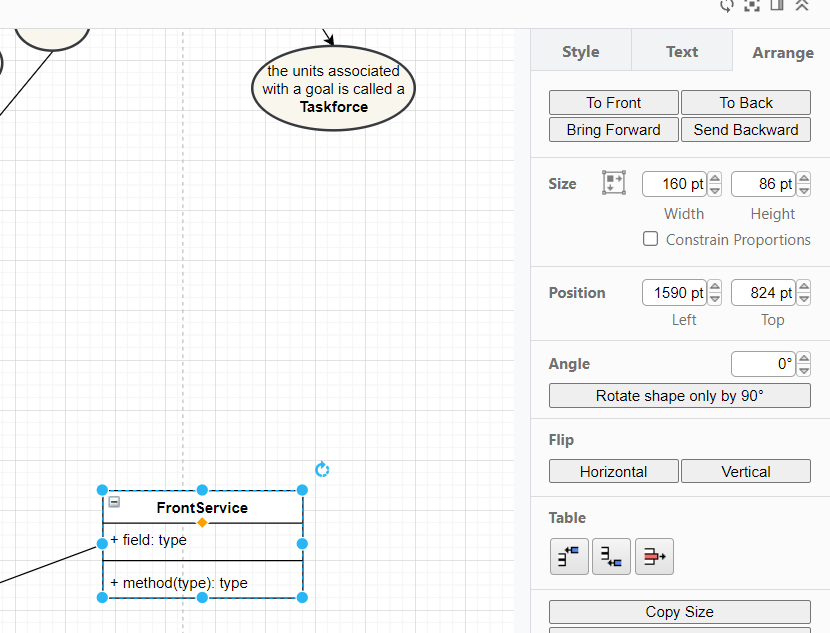 the units associated
with a goal is called a
Taskforce
FrontService
+ field: type
+ method(type): type
Style
Text
Arrange
To Front
To Back
Bring Forward
Send Backward
Size
160 pt
86 pt
Width
Height
Constrain Proportions
Position
1590 pt
824 pt
Left
Top
Angle
0°
Rotate shape only by 90°
Flip
Horizontal
Vertical
Table
Copy Size